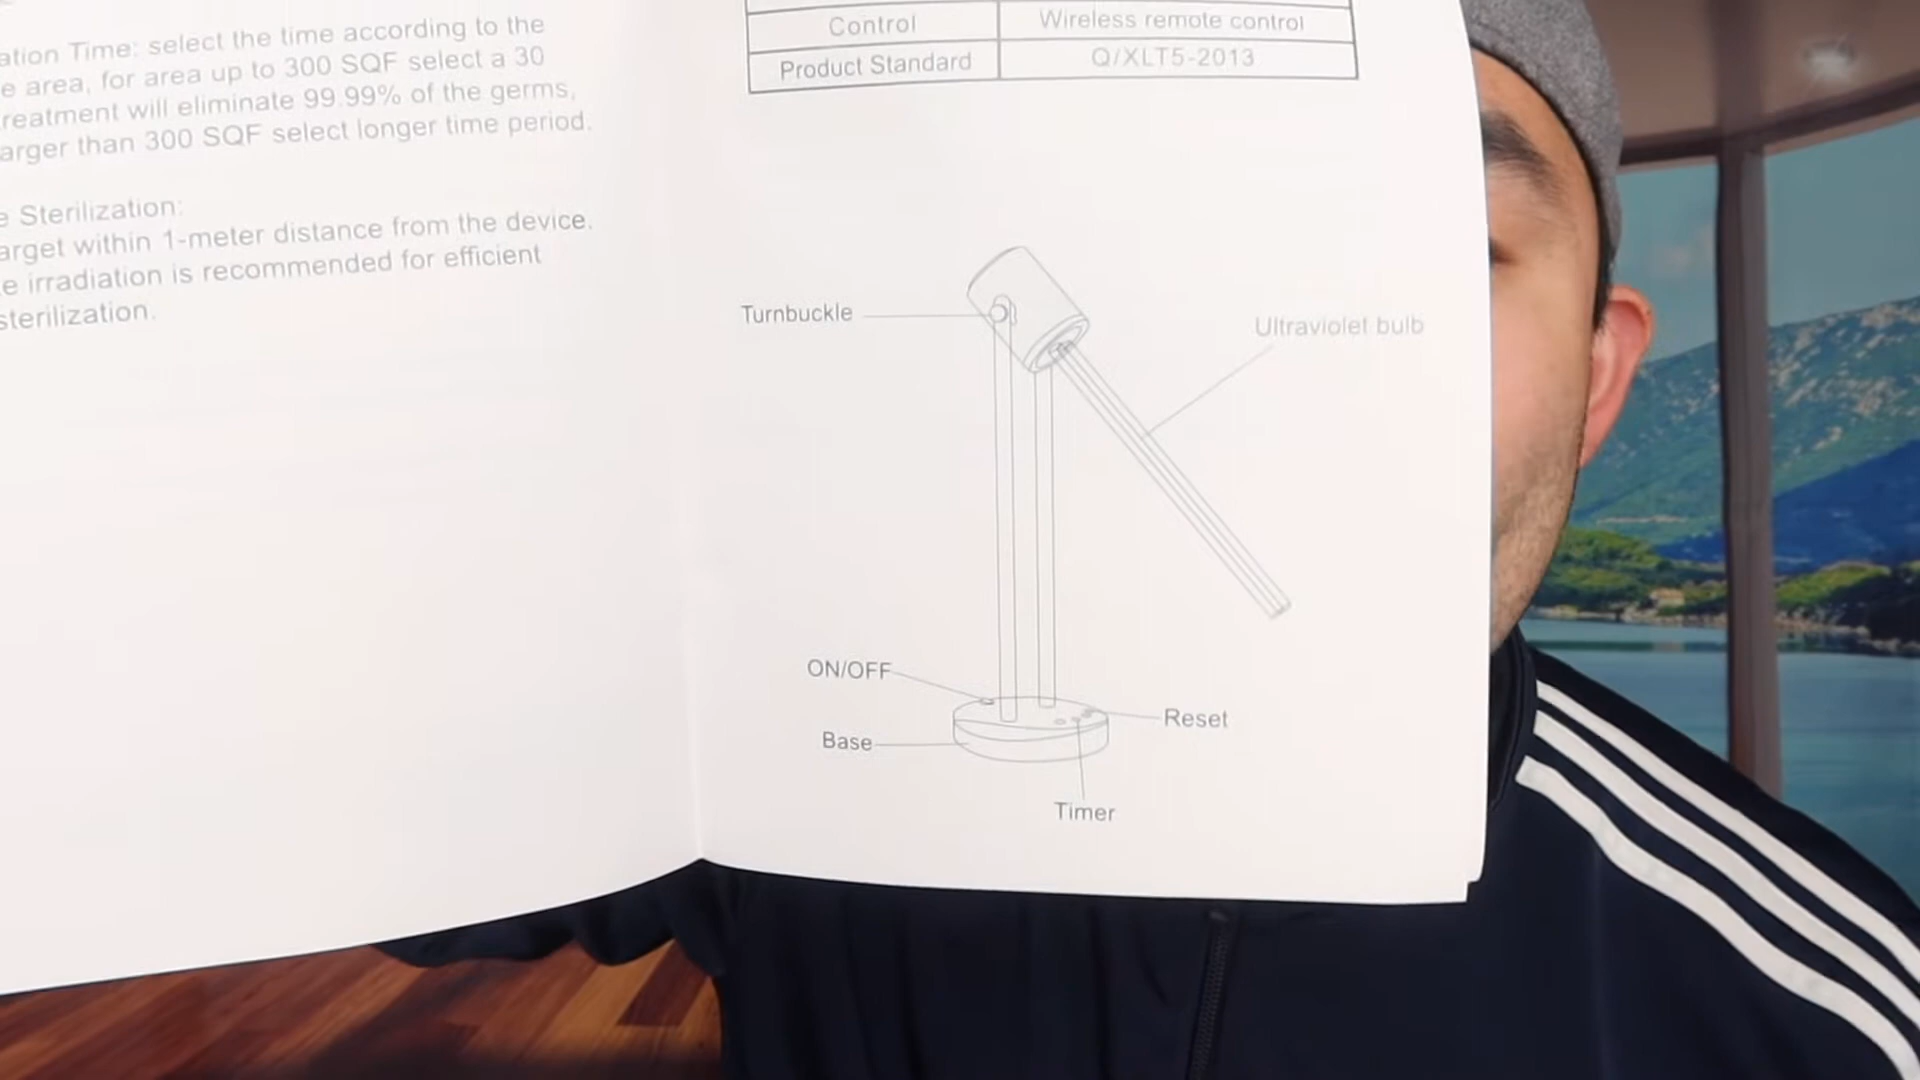 ation Time: select the time according to the
e area, for area up to 300 SQF select a 30
reatment will eliminate 99.99% of the germs,
arger than 300 SQF select longer time period.
e Sterilization:
arget within 1-meter distance from the device.
e irradiation is recommended for efficient
sterilization.
Control Wireless remote control
Product Standard Q/XLT5-2013
Turnbuckle
Ultraviolet bulb
ON/OFF
Reset
Base
Timer